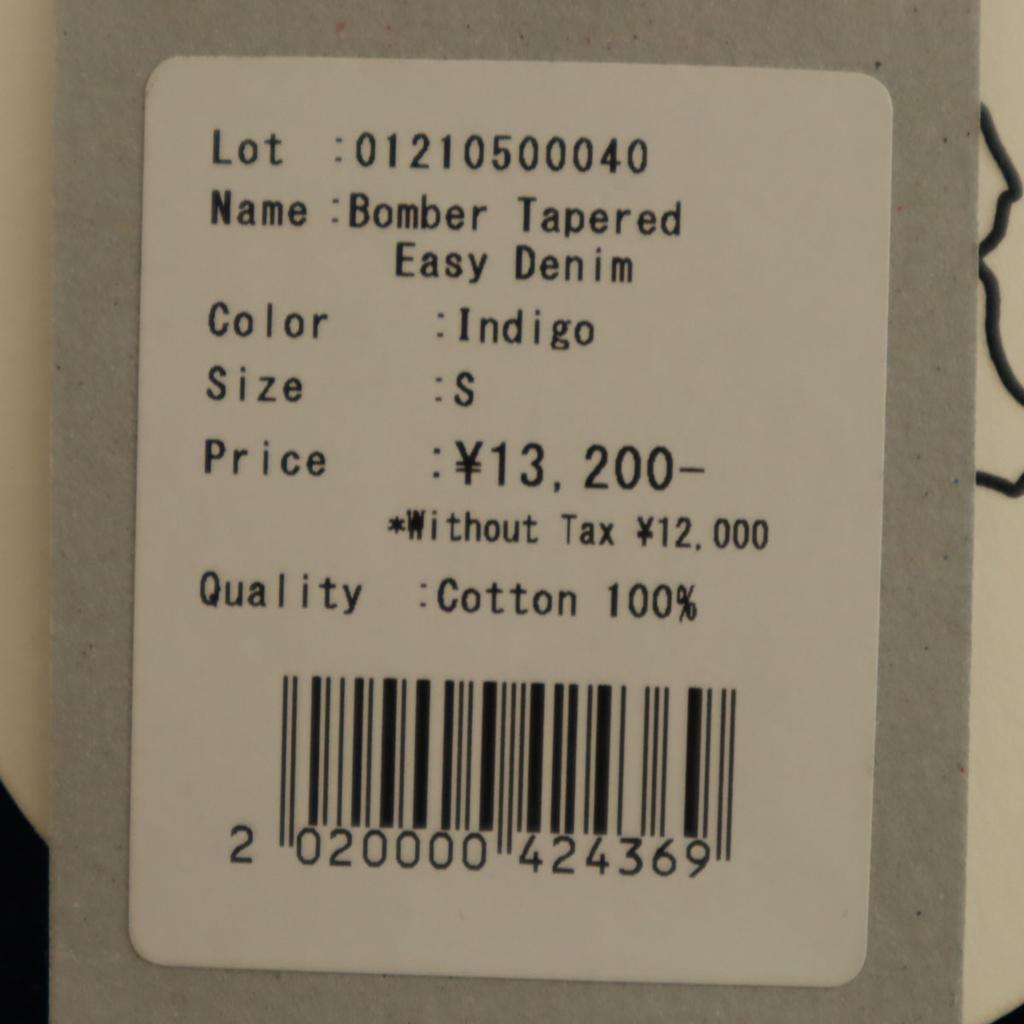 Lot :01210500040
Name :Bomber Tapered
Easy Denim
Color :Indigo
Size :S
Price :¥13,200-
*Without Tax ¥12,000
Quality :Cotton 100%
2 020000 424369